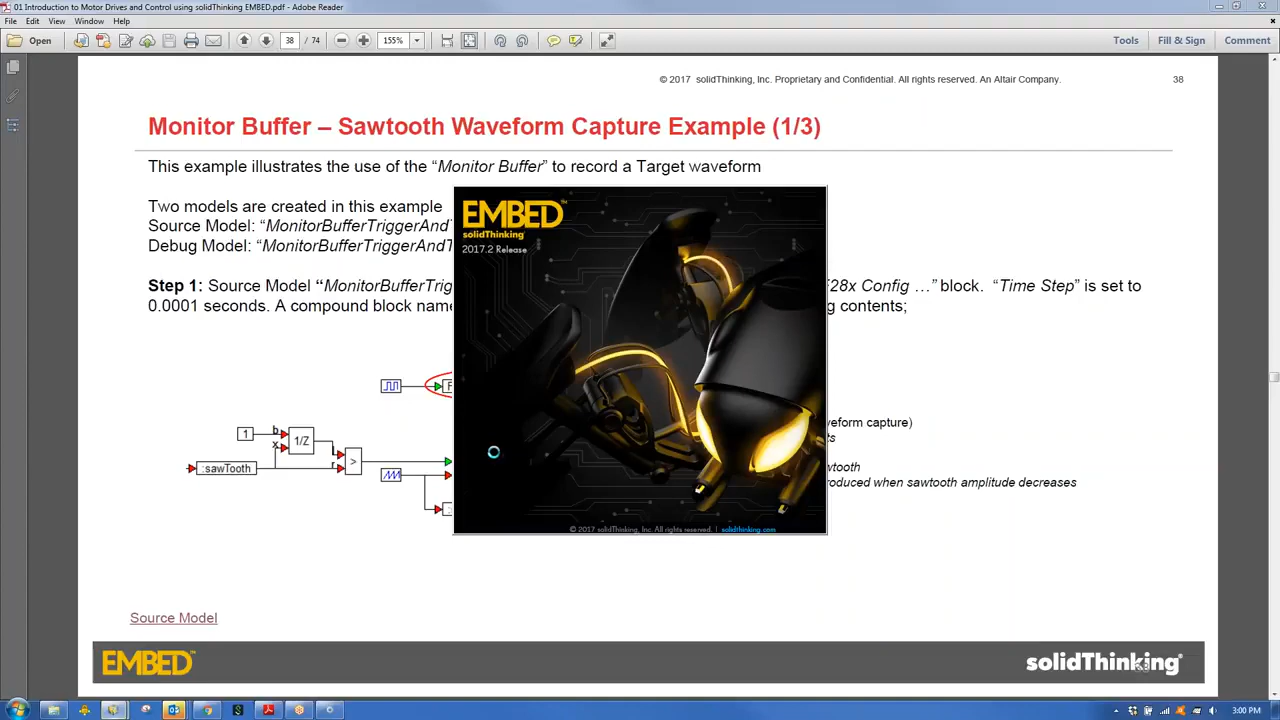 01 Introduction to Motor Drives and Control using solidThinking EMBED.pdf - Adobe Reader
File Edit View Window Help
Open 38 / 74 155% Tools Fill & Sign Comment
© 2017 solidThinking, Inc. Proprietary and Confidential. All rights reserved. An Altair Company. 38
Monitor Buffer – Sawtooth Waveform Capture Example (1/3)
This example illustrates the use of the “Monitor Buffer” to record a Target waveform
Two models are created in this example
Source Model: “MonitorBufferTriggerAnd
Debug Model: “MonitorBufferTriggerAnd
Step 1: Source Model “MonitorBufferTrig
28x Config …” block. “Time Step” is set to
0.0001 seconds. A compound block name
g contents;
EMBED™
solidThinking
2017.2 Release
veform capture)
ts
wtooth
oduced when sawtooth amplitude decreases
1
b
x
1/Z
l
r
>
:sawTooth
© 2017 solidThinking, Inc. All rights reserved. | solidthinking.com
Source Model
EMBED™
solidThinking®
3:00 PM